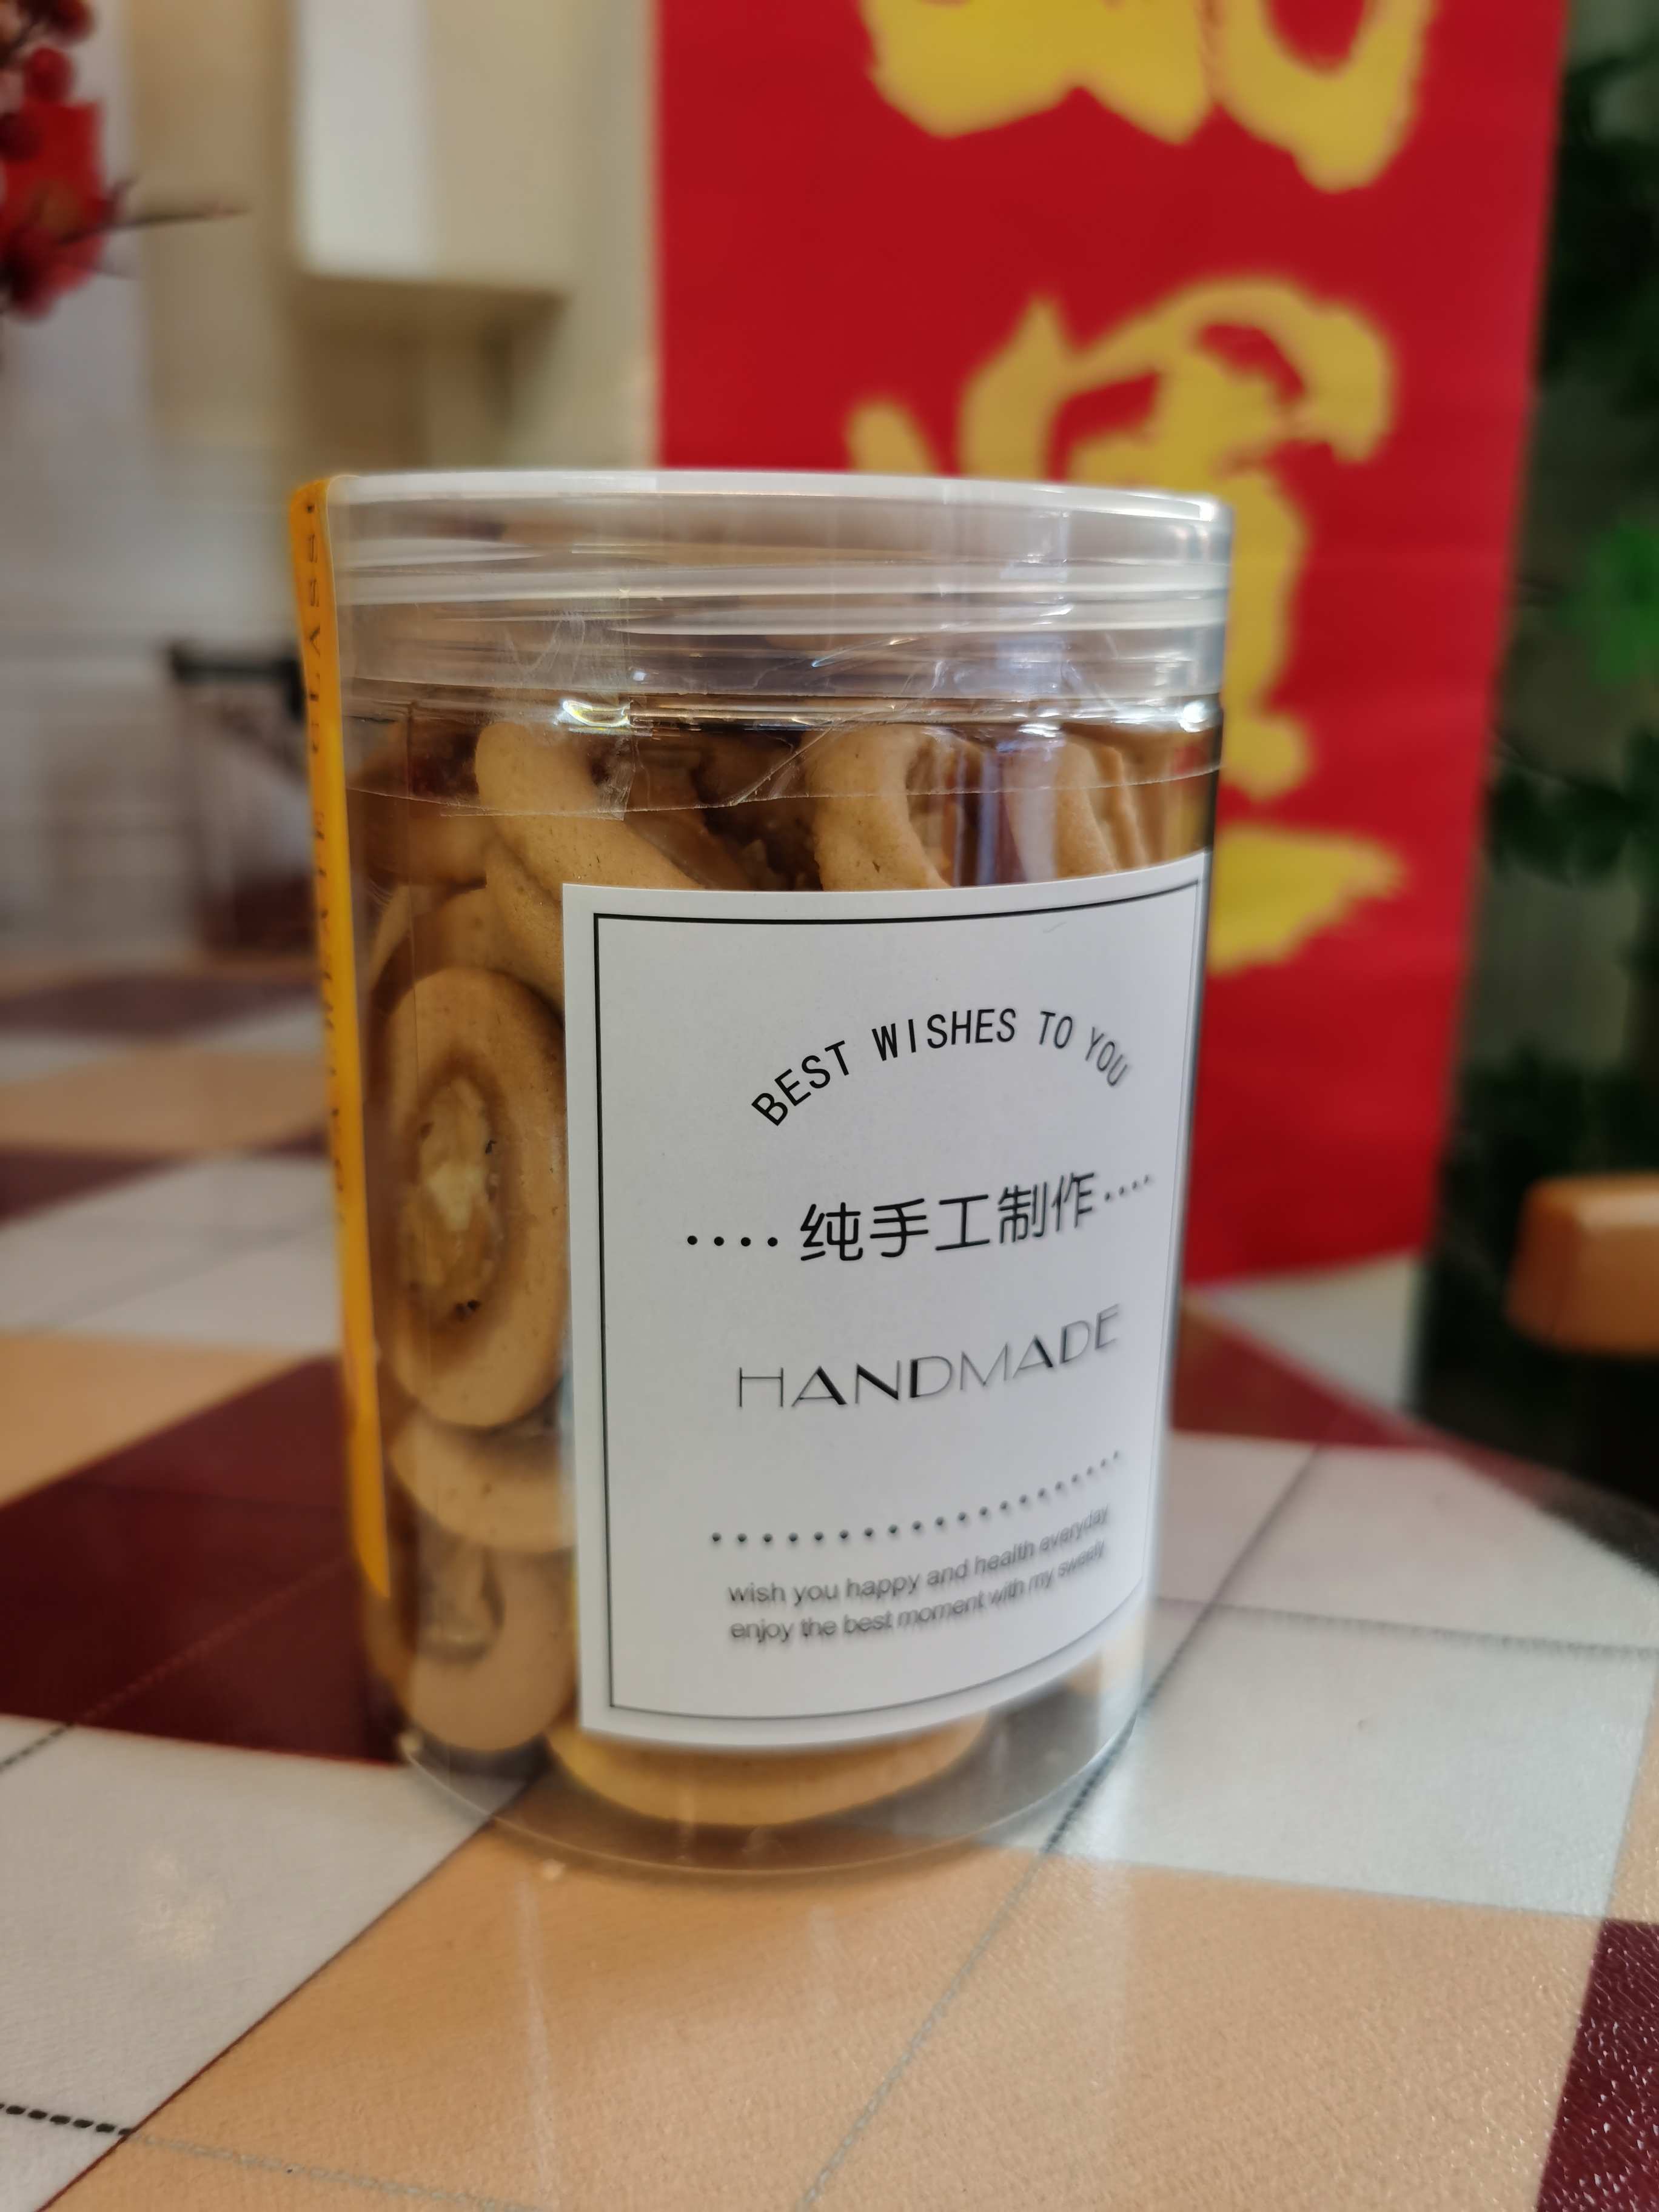 BEST WISHES TO YOU
纯手工制作
HANDMADE
wish you happy and health everyday
enjoy the best moment with my sweely